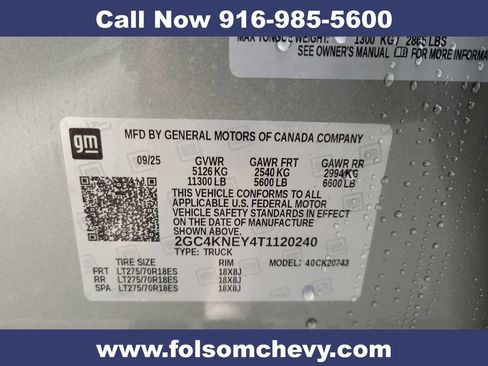 Call Now 916-985-5600
MAX TONGUE WEIGHT: 1300 KG / 2865 LBS
SEE OWNER'S MANUAL FOR MORE INFORMA
gm
MFD BY GENERAL MOTORS OF CANADA COMPANY
09/25 GVWR GAWR FRT GAWR RR
5126 KG 2540 KG 2994 KG
11300 LB 5600 LB 6600 LB
THIS VEHICLE CONFORMS TO ALL
APPLICABLE U.S. FEDERAL MOTOR
VEHICLE SAFETY STANDARDS IN EFFECT ON
THE DATE OF MANUFACTURE SHOWN ABOVE.
2GC4KNEY4T1120240
TYPE: TRUCK
TIRE SIZE RIM MODEL: 40CK20743
FRT LT275/70R18ES 18X8J
RR LT275/70R18ES 18X8J
SPA LT275/70R18ES 18X8J
www.folsomchevy.com